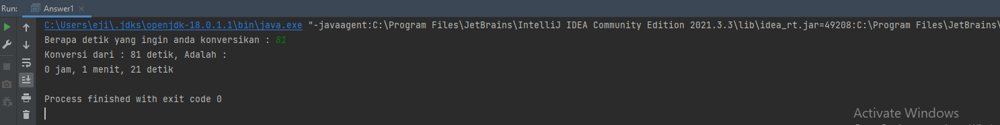 Run: Answer1
C:\Users\eji\.jdks\openjdk-18.0.1.1\bin\java.exe "-javaagent:C:\Program Files\JetBrains\IntelliJ IDEA Community Edition 2021.3.3\lib\idea_rt.jar=49208:C:\Program Files\JetBrains\
Berapa detik yang ingin anda konversikan : 81
Konversi dari : 81 detik, Adalah :
0 jam, 1 menit, 21 detik
Process finished with exit code 0
Activate Windows